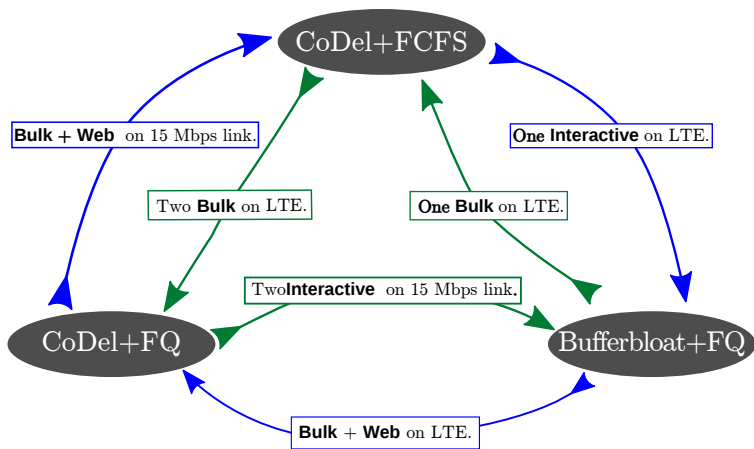 CoDel+FCFS
Bulk + Web on 15 Mbps link.
One Interactive on LTE.
Two Bulk on LTE.
One Bulk on LTE.
TwoInteractive on 15 Mbps link.
CoDel+FQ
Bufferbloat+FQ
Bulk + Web on LTE.